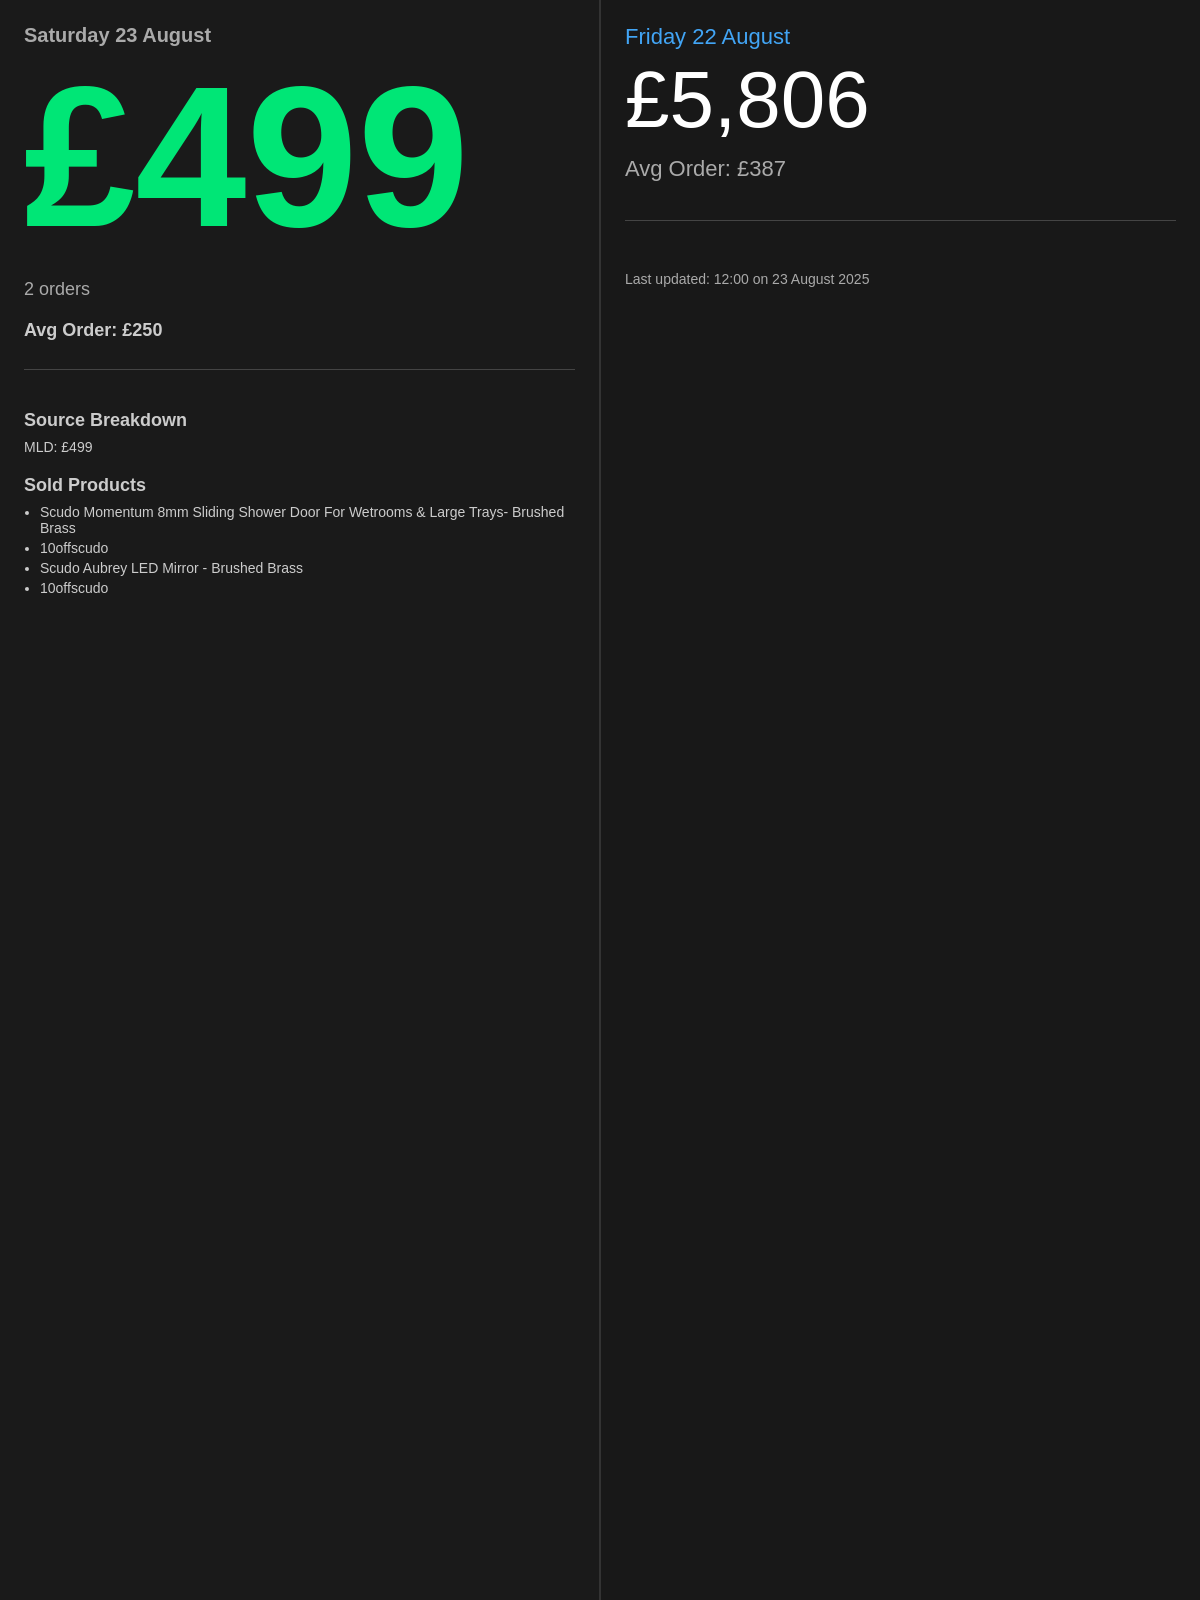 Saturday 23 August
£499
2 orders
Avg Order: £250
Source Breakdown
MLD: £499
Sold Products
• Scudo Momentum 8mm Sliding Shower Door For Wetrooms & Large Trays- Brushed
Brass
• 10offscudo
• Scudo Aubrey LED Mirror - Brushed Brass
• 10offscudo
Friday 22 August
£5,806
Avg Order: £387
Last updated: 12:00 on 23 August 2025